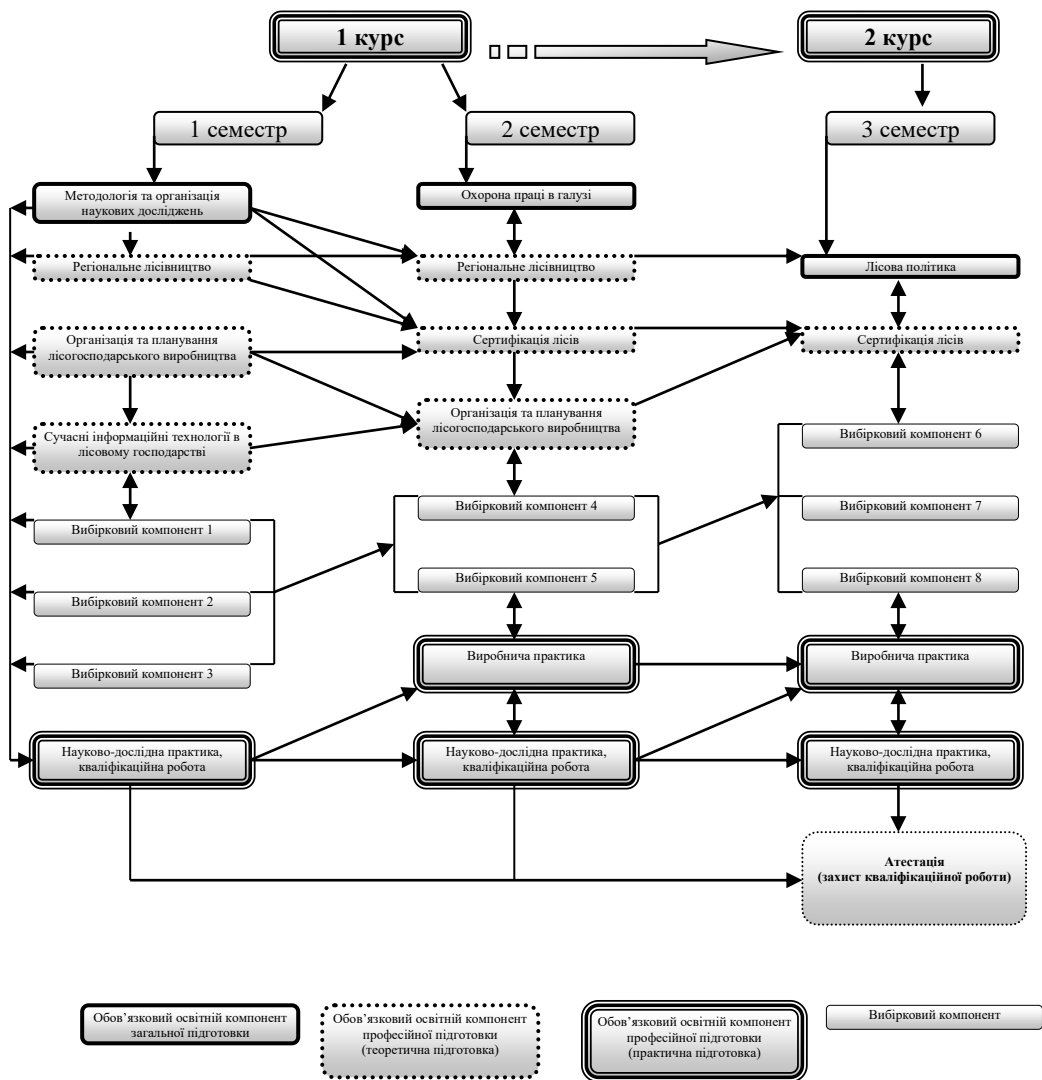 1 курс
2 курс
1 семестр
2 семестр
3 семестр
Методологія та організація
наукових досліджень
Охорона праці в галузі
Регіональне лісівництво
Регіональне лісівництво
Лісова політика
Організація та планування
лісогосподарського виробництва
Сертифікація лісів
Сертифікація лісів
Організація та планування
лісогосподарського виробництва
Сучасні інформаційні технології в
лісовому господарстві
Вибірковий компонент 6
Вибірковий компонент 1
Вибірковий компонент 4
Вибірковий компонент 7
Вибірковий компонент 2
Вибірковий компонент 5
Вибірковий компонент 8
Вибірковий компонент 3
Виробнича практика
Виробнича практика
Науково-дослідна практика,
кваліфікаційна робота
Науково-дослідна практика,
кваліфікаційна робота
Науково-дослідна практика,
кваліфікаційна робота
Атестація
(захист кваліфікаційної роботи)
Обов’язковий освітній компонент
загальної підготовки
Обов’язковий освітній компонент
професійної підготовки
(теоретична підготовка)
Обов’язковий освітній компонент
професійної підготовки
(практична підготовка)
Вибірковий компонент